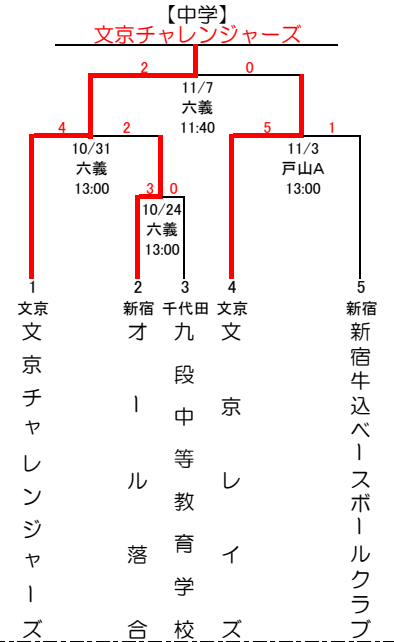 【中学】
文京チャレンジャーズ
2 0
11/7
六義
11:40
4 2
5 1
10/31
六義
13:00
11/3
戸山A
13:00
3 0
10/24
六義
13:00
1 2 3 4 5
文京 新宿 千代田 文京 新宿
文京チャレンジャーズ
オール落合
九段中等教育学校
文京レイズ
新宿牛込ベースボールクラブ